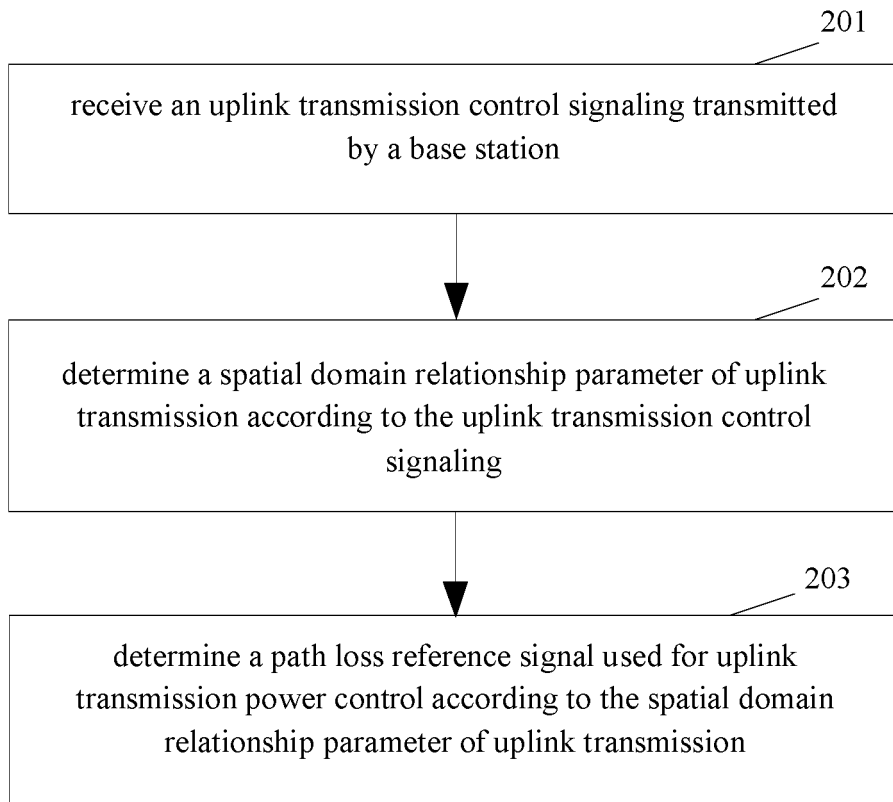 201
receive an uplink transmission control signaling transmitted
by a base station
202
determine a spatial domain relationship parameter of uplink
transmission according to the uplink transmission control
signaling
203
determine a path loss reference signal used for uplink
transmission power control according to the spatial domain
relationship parameter of uplink transmission